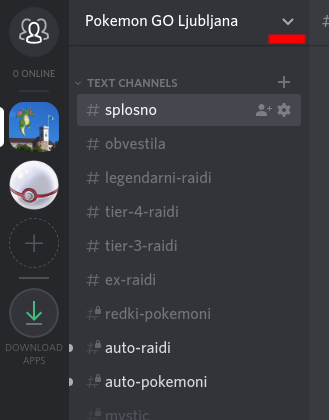 Pokemon GO Ljubljana
0 ONLINE
TEXT CHANNELS
# splosno
# obvestila
# legendarni-raidi
# tier-4-raidi
# tier-3-raidi
# ex-raidi
# redki-pokemoni
# auto-raidi
# auto-pokemoni
# mystic
DOWNLOAD
APPS